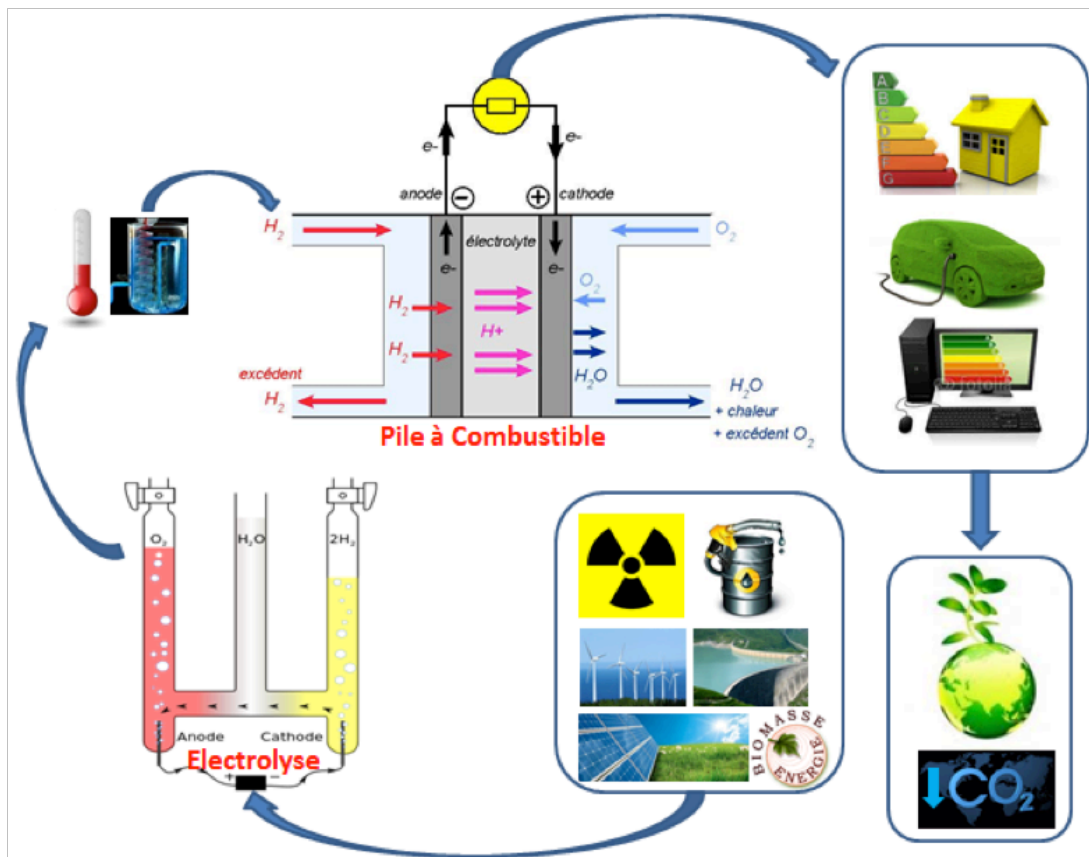 A
B
C
D
E
F
G
e-
e-
anode
−
+
cathode
H₂
électrolyte
O₂
e-
e-
O₂
H₂
H+
H₂
H₂O
excédent
H₂
H₂O
+ chaleur
+ excédent O₂
Pile à Combustible
O₂
H₂O
2H₂
Anode
Cathode
Electrolyse
+
−
BIOMASSE
ENERGIE
CO₂